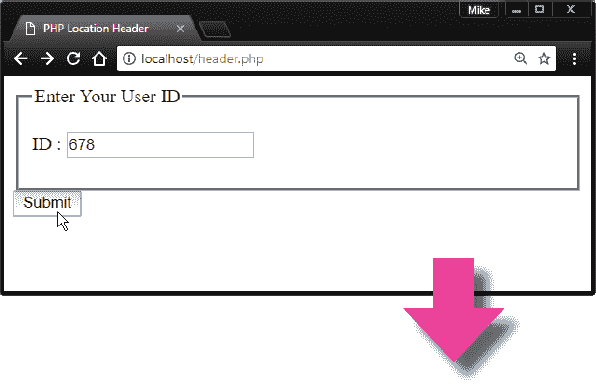 Mike
PHP Location Header
localhost/header.php
Enter Your User ID
ID : 678
Submit